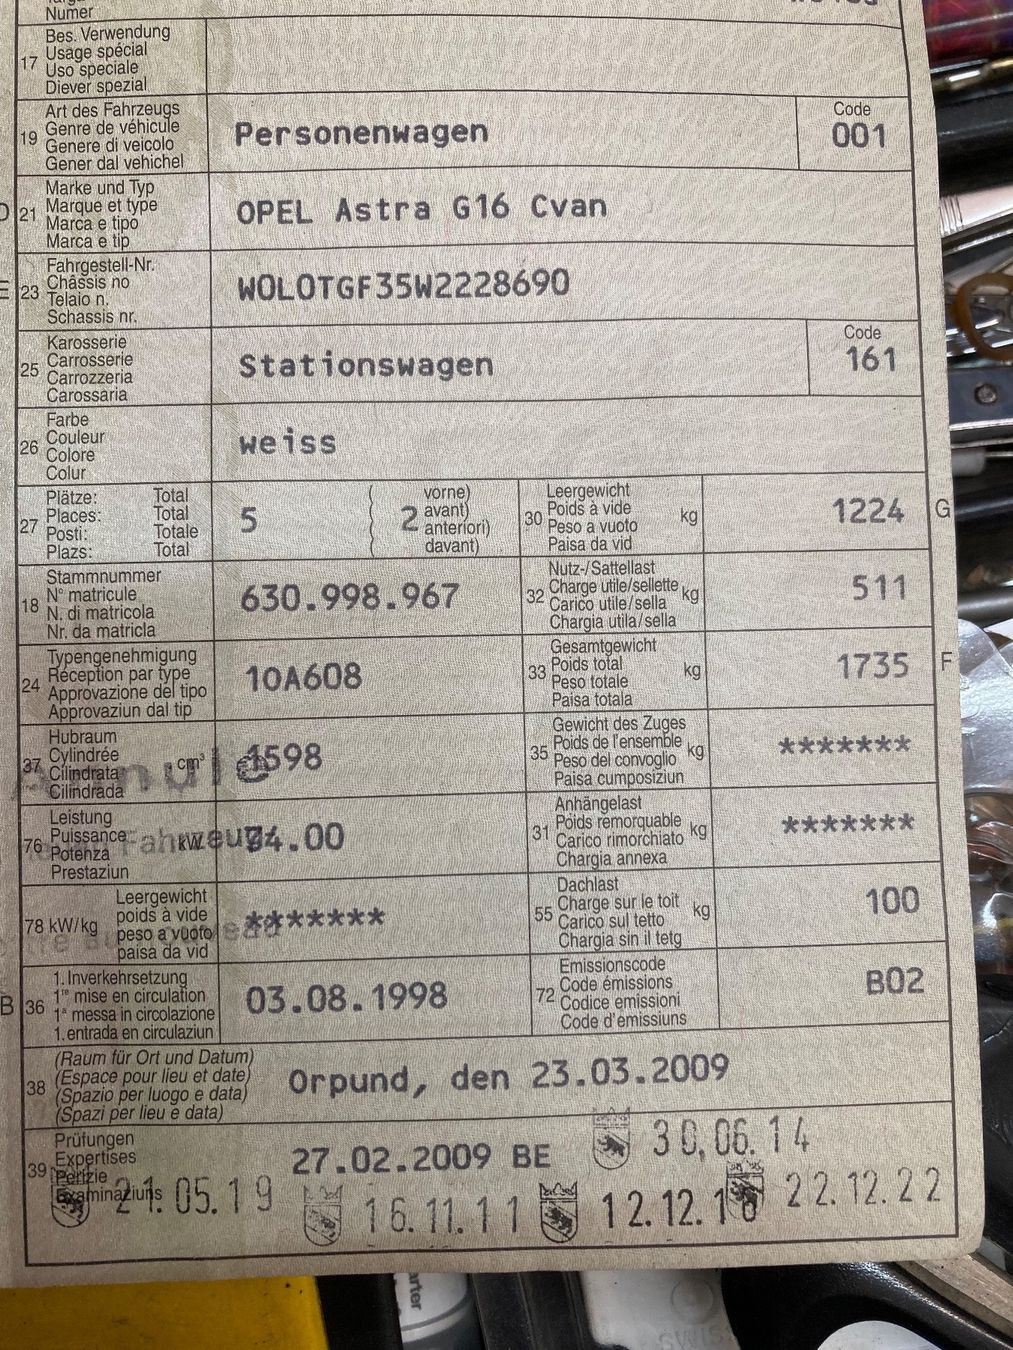 Numer
17 Bes. Verwendung
Usage spécial
Uso speciale
Diever spezial
19 Art des Fahrzeugs
Genre de véhicule
Genere di veicolo
Gener dal vehichel
Personenwagen
Code
001
D 21 Marke und Typ
Marque et type
Marca e tipo
Marca e tip
OPEL Astra G16 Cvan
E 23 Fahrgestell-Nr.
Châssis no
Telaio n.
Schassis nr.
WOLOTGF35W2228690
25 Karosserie
Carrosserie
Carrozzeria
Carossaria
Stationswagen
Code
161
26 Farbe
Couleur
Colore
Colur
weiss
27 Plätze: Total
Places: Total
Posti: Totale
Plazs: Total
5 ( 2 vorne)
avant)
anteriori)
davant)
30 Leergewicht
Poids à vide
Peso a vuoto
Paisa da vid
kg 1224 G
18 Stammnummer
N° matricule
N. di matricola
Nr. da matricla
630.998.967
32 Nutz-/Sattellast
Charge utile/sellette
Carico utile/sella
Chargia utila/sella
kg 511
24 Typengenehmigung
Réception par type
Approvazione del tipo
Approvaziun dal tip
10A608
33 Gesamtgewicht
Poids total
Peso totale
Paisa totala
kg 1735 F
37 Hubraum
Cylindrée
Cilindrata
Cilindrada
cm³ 1598
Annulé
35 Gewicht des Zuges
Poids de l'ensemble
Peso del convoglio
Paisa cumposiziun
kg *******
76 Leistung
Puissance
Potenza
Prestaziun
kW 74.00
Fahrzeug
31 Anhängelast
Poids remorquable
Carico rimorchiato
Chargia annexa
kg *******
78 kW/kg Leergewicht
poids à vide
peso a vuoto
paisa da vid
*******
55 Dachlast
Charge sur le toit
Carico sul tetto
Chargia sin il tetg
kg 100
B 36 1. Inverkehrsetzung
1re mise en circulation
1a messa in circolazione
1. entrada en circulaziun
03.08.1998
72 Emissionscode
Code émissions
Codice emissioni
Code d'emissiuns
B02
38 (Raum für Ort und Datum)
(Espace pour lieu et date)
(Spazio per luogo e data)
(Spazi per lieu e data)
Orpund, den 23.03.2009
39 Prüfungen
Expertises
Perizie
Examinaziuns
27.02.2009 BE
30.06.14
21.05.19
16.11.11
12.12.16
22.12.22